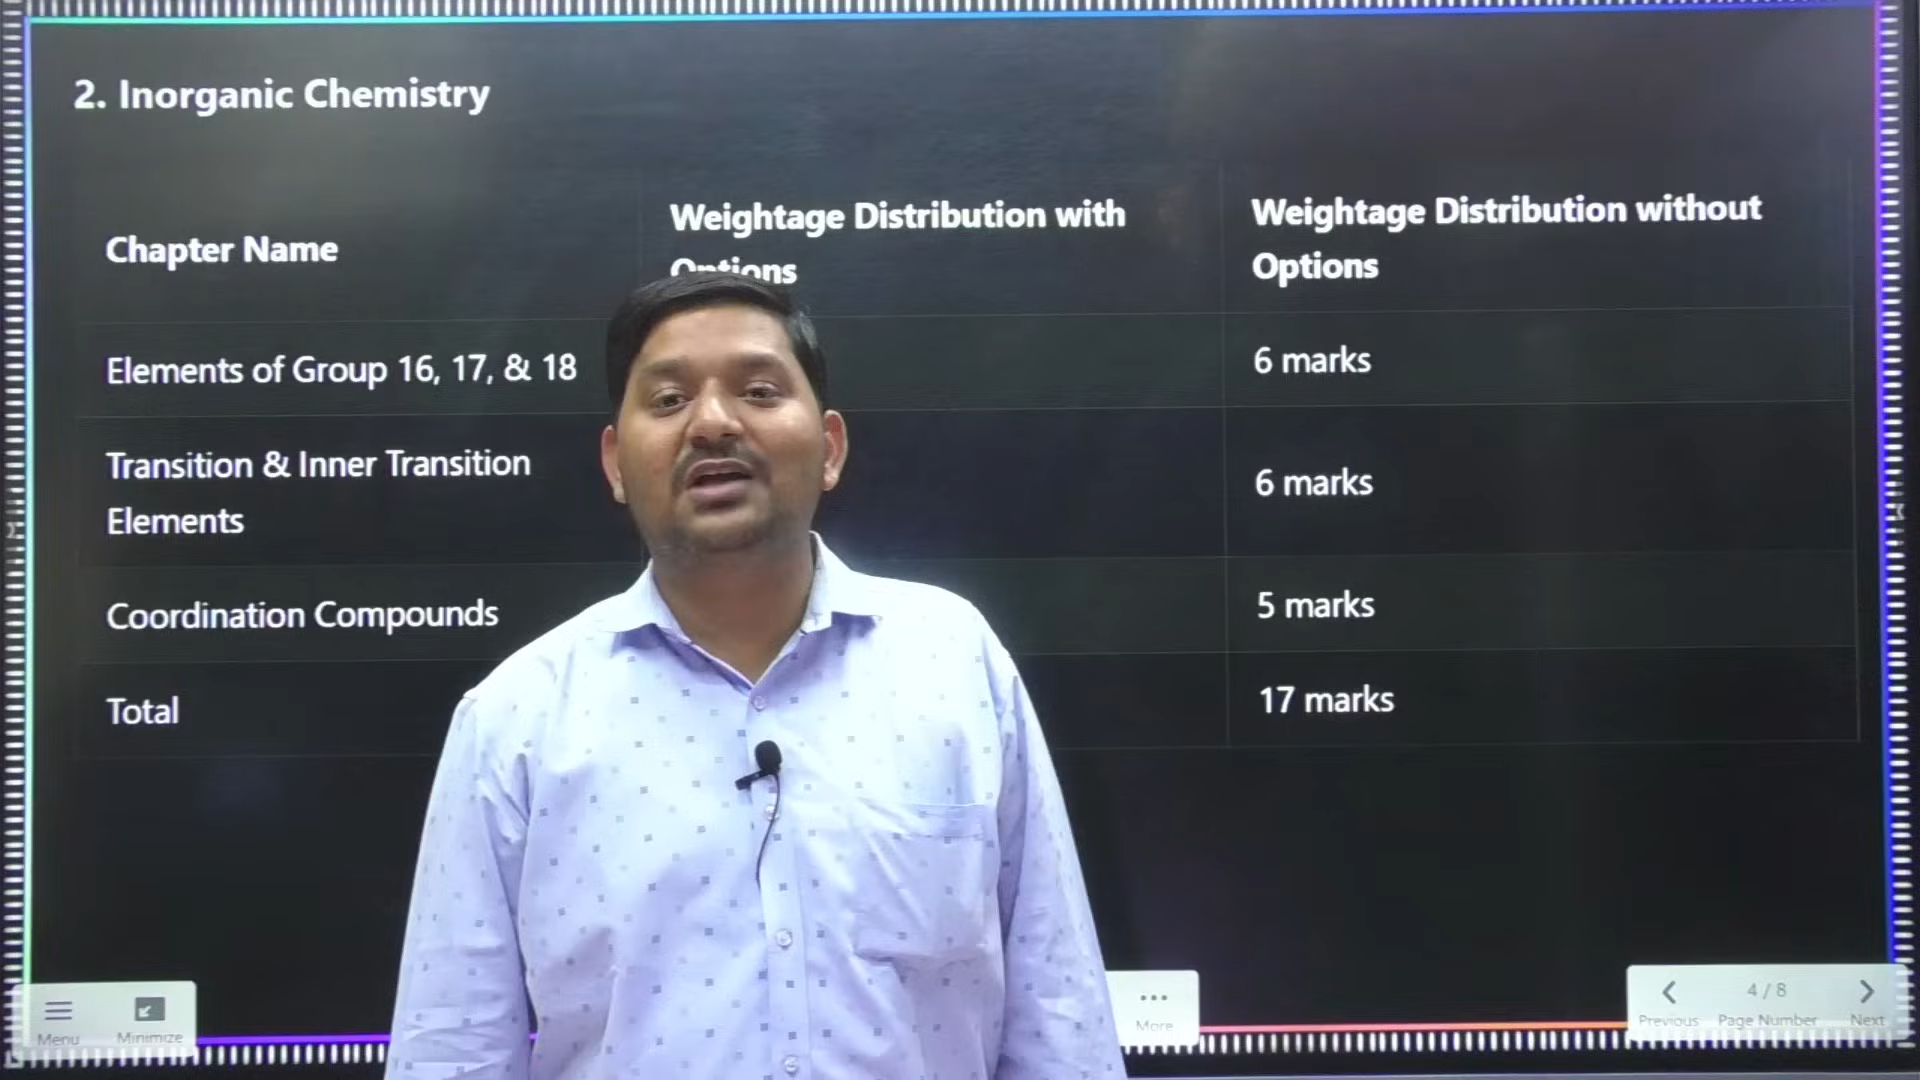 2. Inorganic Chemistry
Chapter Name
Weightage Distribution with
Options
Weightage Distribution without
Options
Elements of Group 16, 17, & 18
6 marks
Transition & Inner Transition
Elements
6 marks
Coordination Compounds
5 marks
Total
17 marks
Menu
Minimize
More
4 / 8
Previous
Page Number
Next